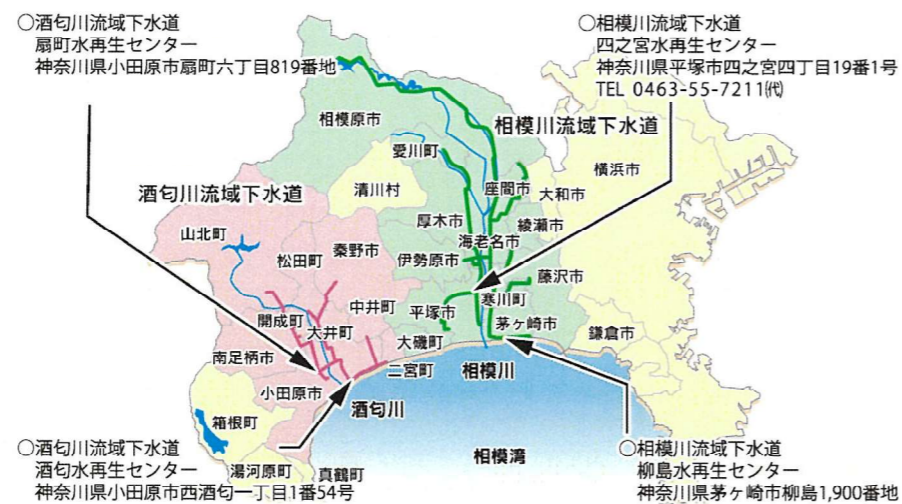 ○酒匂川流域下水道
扇町水再生センター
神奈川県小田原市扇町六丁目819番地
○相模川流域下水道
四之宮水再生センター
神奈川県平塚市四之宮四丁目19番1号
TEL 0463-55-7211㈹
相模原市
相模川流域下水道
愛川町
横浜市
酒匂川流域下水道
清川村
座間市
大和市
厚木市
綾瀬市
山北町
秦野市
海老名市
松田町
伊勢原市
藤沢市
中井町
平塚市
寒川町
開成町
大井町
茅ヶ崎市
鎌倉市
大磯町
南足柄市
二宮町
相模川
小田原市
酒匂川
箱根町
○酒匂川流域下水道
酒匂水再生センター
神奈川県小田原市西酒匂一丁目1番54号
湯河原町
真鶴町
相模湾
○相模川流域下水道
柳島水再生センター
神奈川県茅ヶ崎市柳島1,900番地